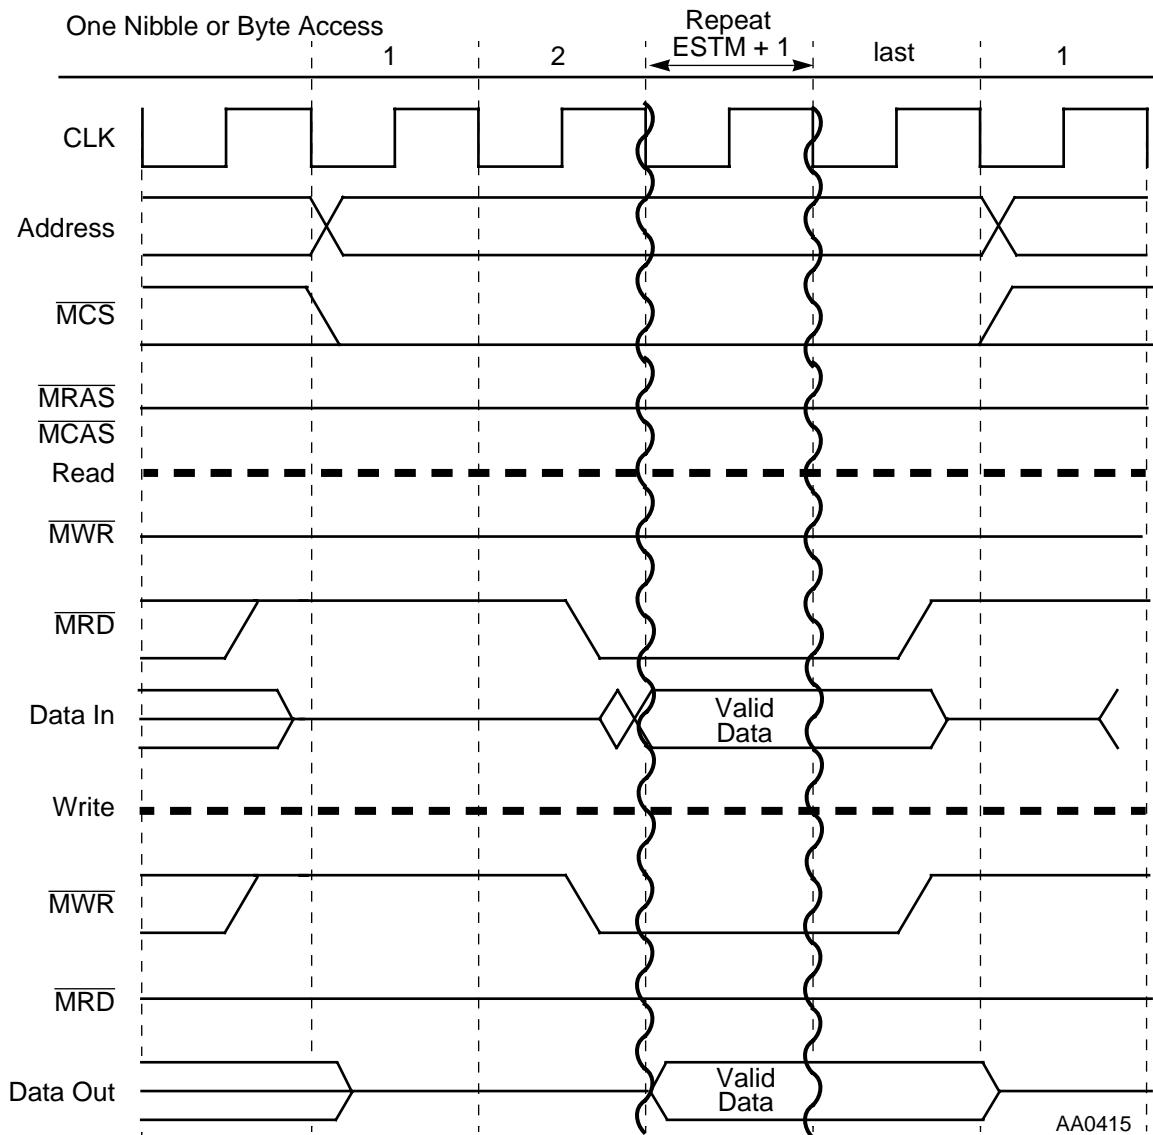 One Nibble or Byte Access
Repeat
ESTM + 1
1
2
last
1
CLK
Address
MCS
MRAS
MCAS
Read
MWR
MRD
Data In
Valid
Data
Write
MWR
MRD
Data Out
Valid
Data
AA0415